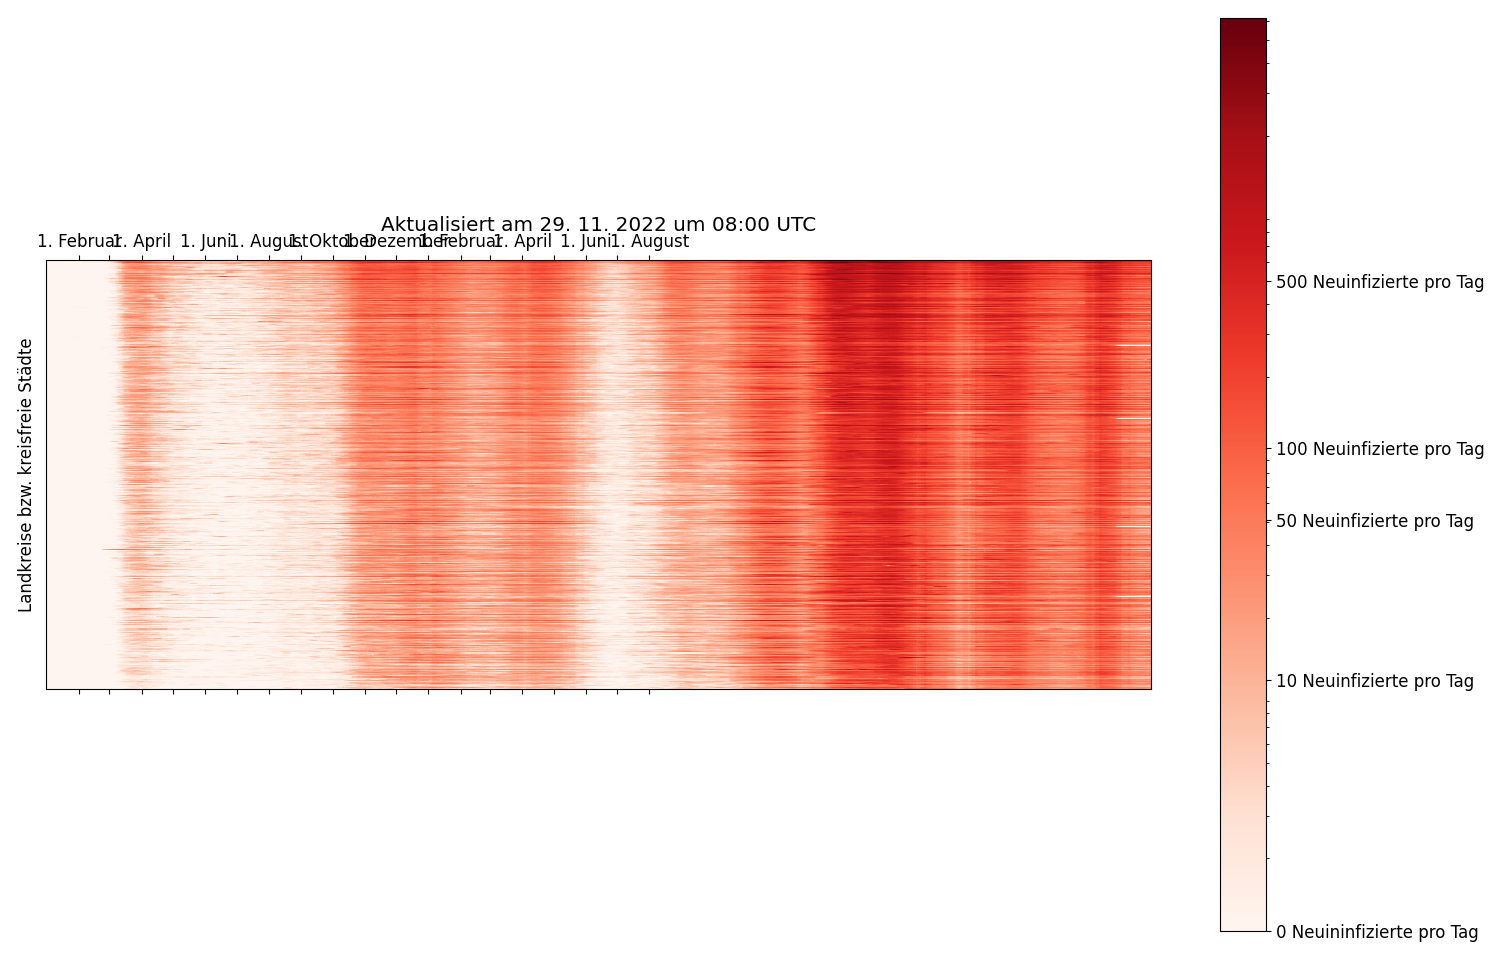 Aktualisiert am 29. 11. 2022 um 08:00 UTC
1. Februar 1. April 1. Juni 1. August 1. Oktober 1. Dezember 1. Februar 1. April 1. Juni 1. August
Landkreise bzw. kreisfreie Städte
500 Neuinfizierte pro Tag
100 Neuinfizierte pro Tag
50 Neuinfizierte pro Tag
10 Neuinfizierte pro Tag
0 Neuininfizierte pro Tag